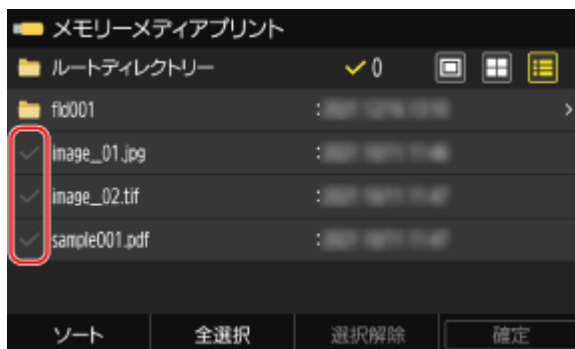 メモリーメディアプリント
ルートディレクトリー 0
fld001 :
image_01.jpg :
image_02.tif :
sample001.pdf :
ソート 全選択 選択解除 確定